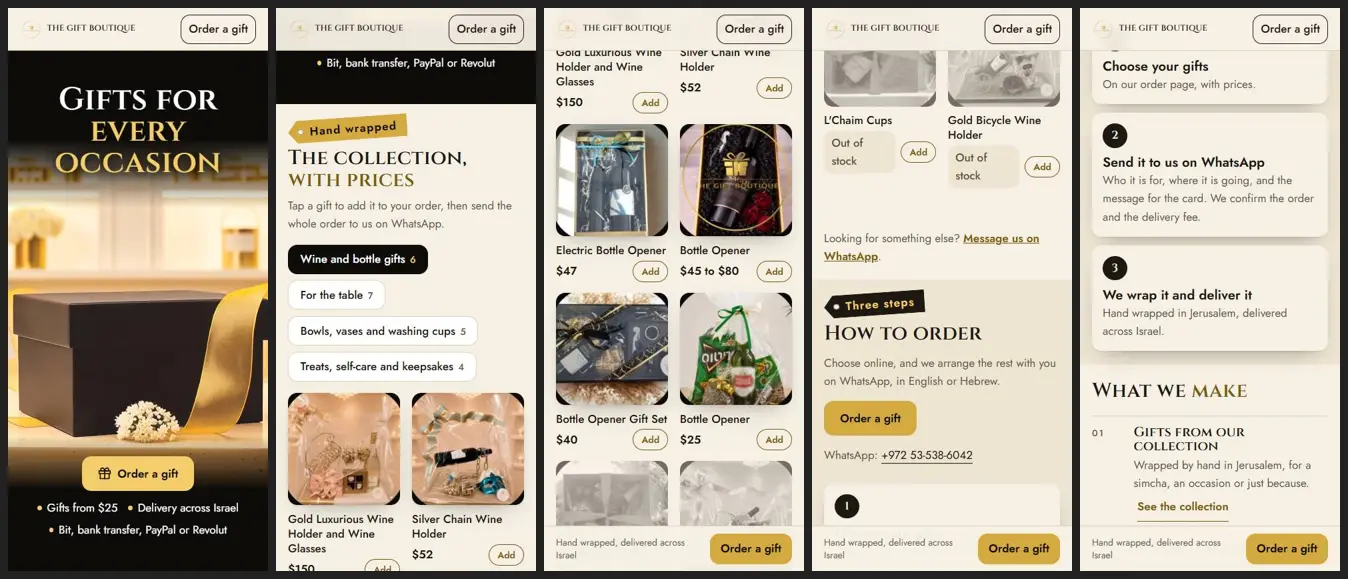 THE GIFT BOUTIQUE
Order a gift
GIFTS FOR
EVERY
OCCASION
Order a gift
Gifts from $25
Delivery across Israel
Bit, bank transfer, PayPal or Revolut
THE GIFT BOUTIQUE
Order a gift
Bit, bank transfer, PayPal or Revolut
Hand wrapped
THE COLLECTION,
WITH PRICES
Tap a gift to add it to your order, then send the
whole order to us on WhatsApp.
Wine and bottle gifts 6
For the table 7
Bowls, vases and washing cups 5
Treats, self-care and keepsakes 4
Gold Luxurious Wine
Holder and Wine
Glasses
$150
Add
Silver Chain Wine
Holder
$52
Add
THE GIFT BOUTIQUE
Order a gift
Gold Luxurious Wine
Holder and Wine
Glasses
$150
Add
Silver Chain Wine
Holder
$52
Add
THE GIFT BOUTIQUE
Electric Bottle Opener
$47
Add
Bottle Opener
$45 to $80
Add
Bottle Opener Gift Set
$40
Add
Bottle Opener
$25
Add
Hand wrapped, delivered across
Israel
Order a gift
THE GIFT BOUTIQUE
Order a gift
L'Chaim Cups
Out of
stock
Add
Gold Bicycle Wine
Holder
Out of
stock
Add
Looking for something else? Message us on
WhatsApp.
Three steps
HOW TO ORDER
Choose online, and we arrange the rest with you
on WhatsApp, in English or Hebrew.
Order a gift
WhatsApp: +972 53-538-6042
1
Hand wrapped, delivered across
Israel
Order a gift
THE GIFT BOUTIQUE
Order a gift
Choose your gifts
On our order page, with prices.
2
Send it to us on WhatsApp
Who it is for, where it is going, and the
message for the card. We confirm the order
and the delivery fee.
3
We wrap it and deliver it
Hand wrapped in Jerusalem, delivered
across Israel.
WHAT WE MAKE
01
GIFTS FROM OUR
COLLECTION
Wrapped by hand in Jerusalem, for a
simcha, an occasion or just because.
See the collection
Hand wrapped, delivered across
Israel
Order a gift